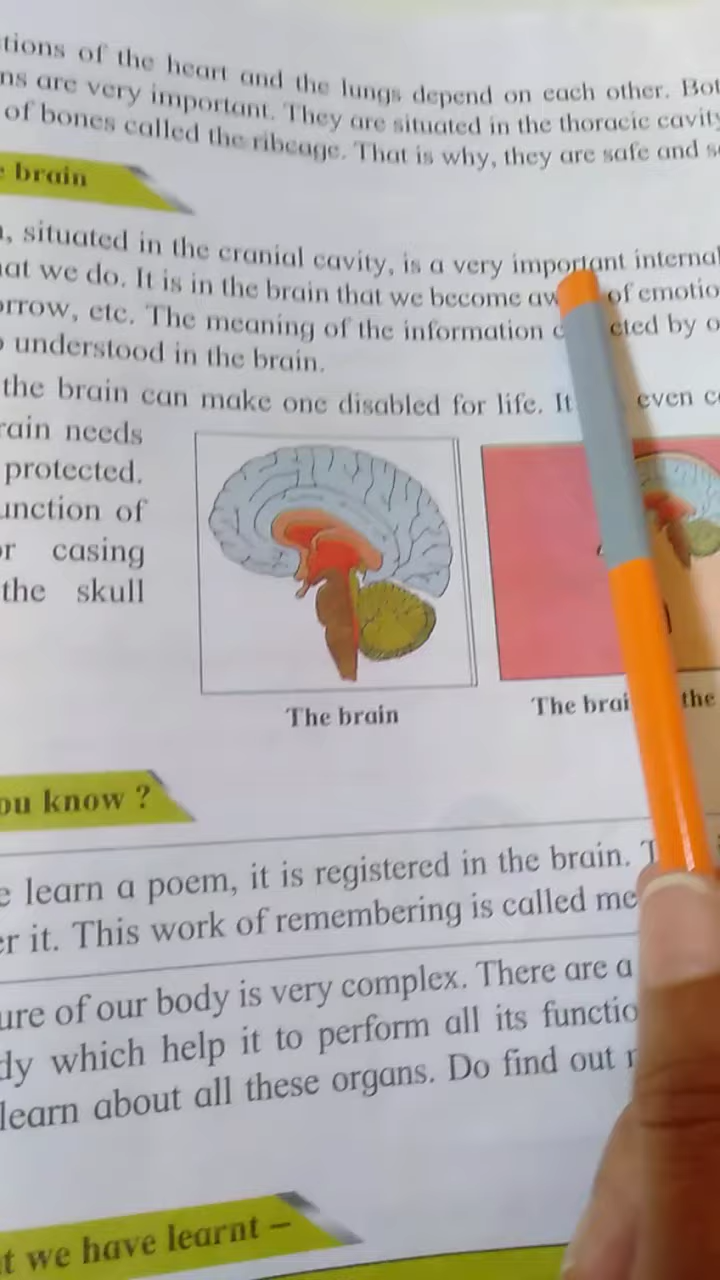 tions of the heart and the lungs depend on each other. Bot
ns are very important. They are situated in the thoracic cavity
of bones called the ribcage. That is why, they are safe and s
brain
, situated in the cranial cavity, is a very important internal
hat we do. It is in the brain that we become aw of emotio
orrow, etc. The meaning of the information c cted by o
understood in the brain.
the brain can make one disabled for life. It even c
rain needs
protected.
unction of
or casing
the skull
The brain
The brai the
ou know ?
e learn a poem, it is registered in the brain. T
er it. This work of remembering is called me
ure of our body is very complex. There are a
dy which help it to perform all its functio
learn about all these organs. Do find out
t we have learnt –